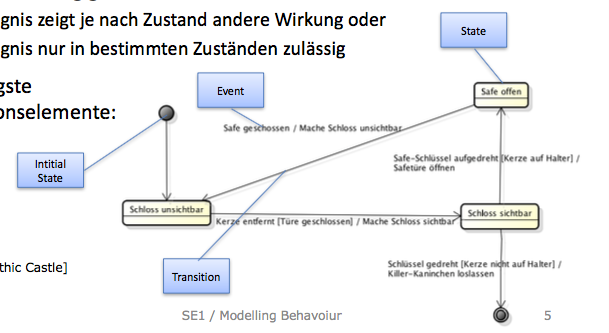 gnis zeigt je nach Zustand andere Wirkung oder
gnis nur in bestimmten Zuständen zulässig
gste
onselemente:
State
Event
Safe offen
Safe geschossen / Mache Schloss unsichtbar
Intitial
State
Safe-Schlüssel aufgedreht [Kerze auf Halter] /
Safetüre öffnen
Schloss unsichtbar
Schloss sichtbar
Kerze entfernt [Türe geschlossen] / Mache Schloss sichtbar
thic Castle]
Transition
Schlüssel gedreht [Kerze nicht auf Halter] /
Killer-Kaninchen loslassen
SE1 / Modelling Behavoiur
5